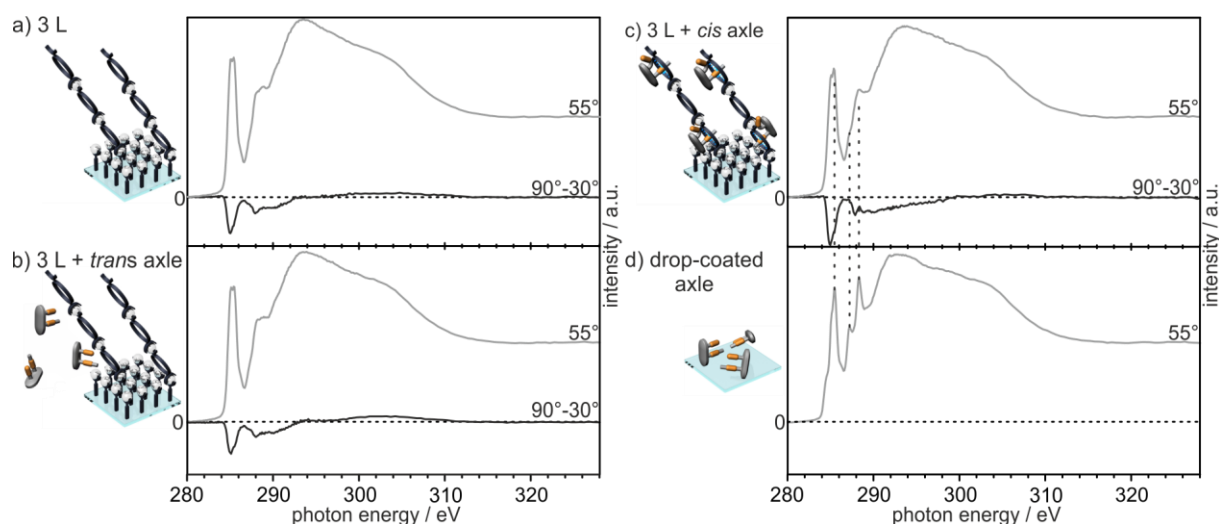 a) 3 L
55°
0
90°-30°
b) 3 L + trans axle
55°
0
90°-30°
280 290 300 310 320
photon energy / eV
intensity / a.u.
c) 3 L + cis axle
55°
0
90°-30°
d) drop-coated
axle
55°
0
280 290 300 310 320
photon energy / eV
intensity / a.u.